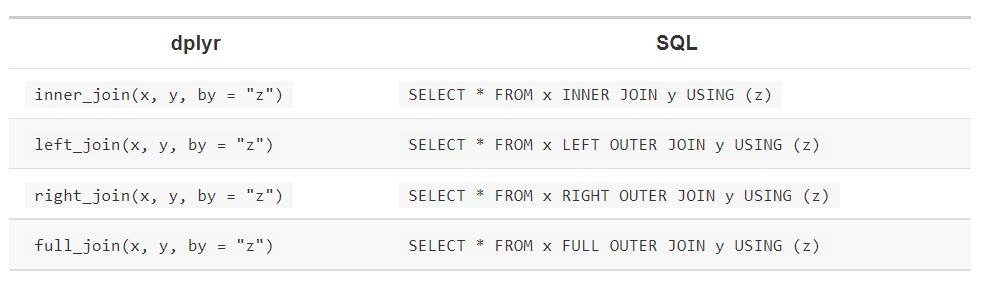 dplyr SQL
inner_join(x, y, by = "z") SELECT * FROM x INNER JOIN y USING (z)
left_join(x, y, by = "z") SELECT * FROM x LEFT OUTER JOIN y USING (z)
right_join(x, y, by = "z") SELECT * FROM x RIGHT OUTER JOIN y USING (z)
full_join(x, y, by = "z") SELECT * FROM x FULL OUTER JOIN y USING (z)